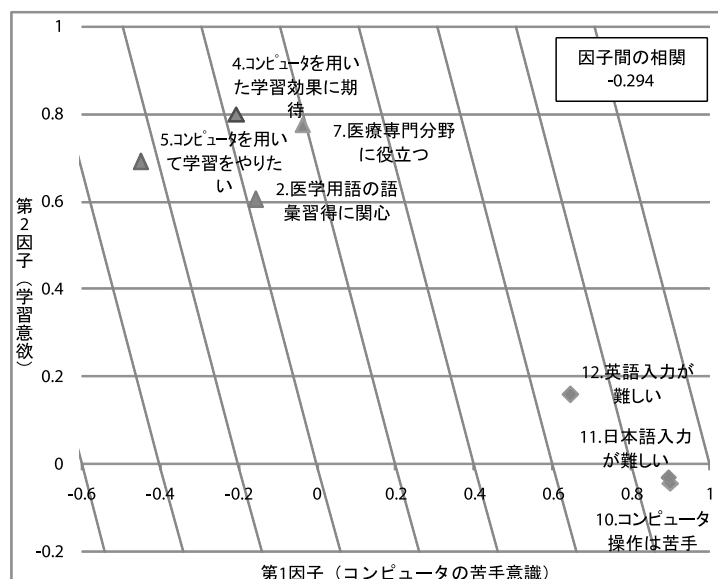 1
因子間の相関
-0.294
4.コンピュータを用い
た学習効果に期
待
0.8
7.医療専門分野
に役立つ
5.コンピュータを用い
て学習をやりた
い
0.6
2.医学用語の語
彙習得に関心
第2因子（学習意欲）
0.4
0.2
12.英語入力が
難しい
11.日本語入力
が難しい
0
-0.6
-0.4
-0.2
0
0.2
0.4
0.6
0.8
1
10.コンピュータ
操作は苦手
-0.2
第1因子（コンピュータの苦手意識）